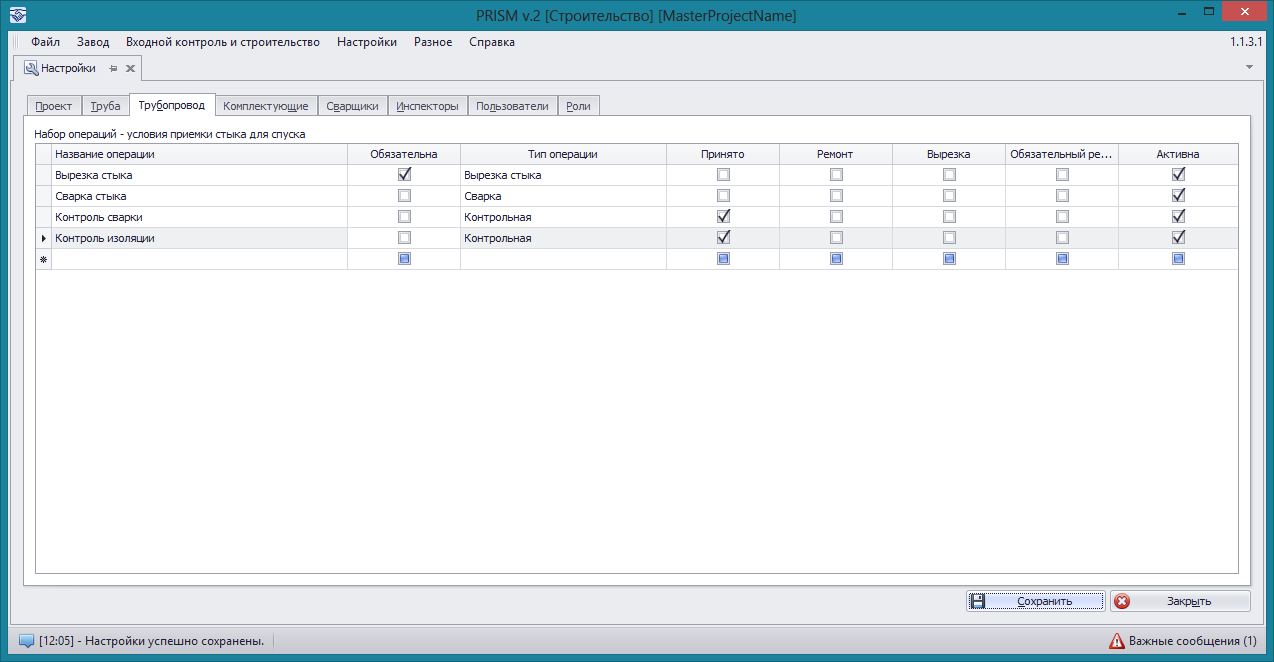 PRISM v.2 [Строительство] [MasterProjectName]
Файл Завод Входной контроль и строительство Настройки Разное Справка 1.1.3.1
Настройки
Проект Труба Трубопровод Комплектующие Сварщики Инспекторы Пользователи Роли
Набор операций - условия приемки стыка для спуска
Название операции Обязательна Тип операции Принято Ремонт Вырезка Обязательный ре... Активна
Вырезка стыка Вырезка стыка
Сварка стыка Сварка
Контроль сварки Контрольная
Контроль изоляции Контрольная
Сохранить Закрыть
[12:05] - Настройки успешно сохранены. Важные сообщения (1)